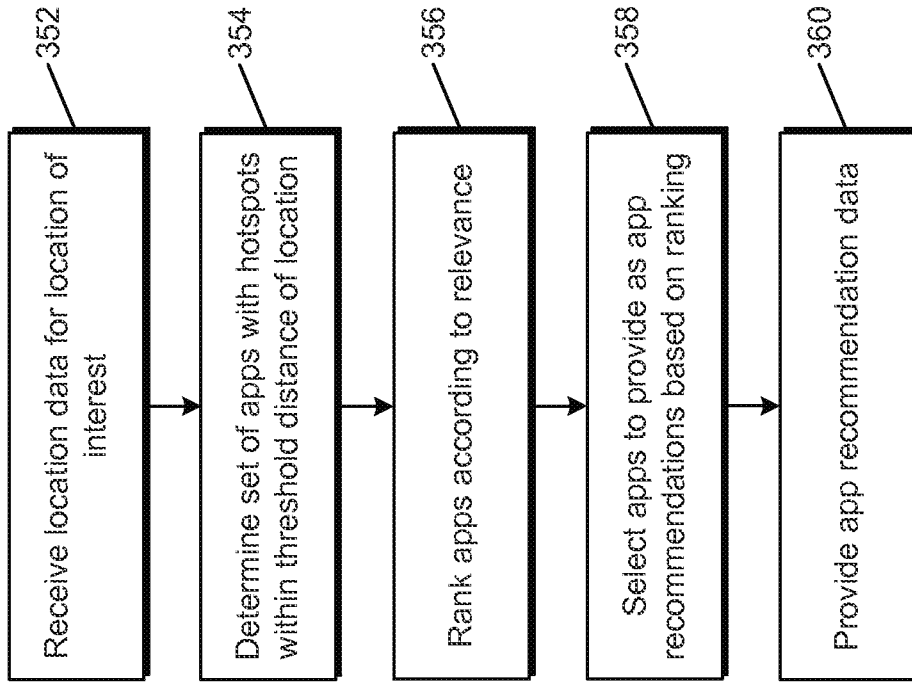 Receive location data for location of
interest
352
Determine set of apps with hotspots
within threshold distance of location
354
Rank apps according to relevance
356
Select apps to provide as app
recommendations based on ranking
358
Provide app recommendation data
360